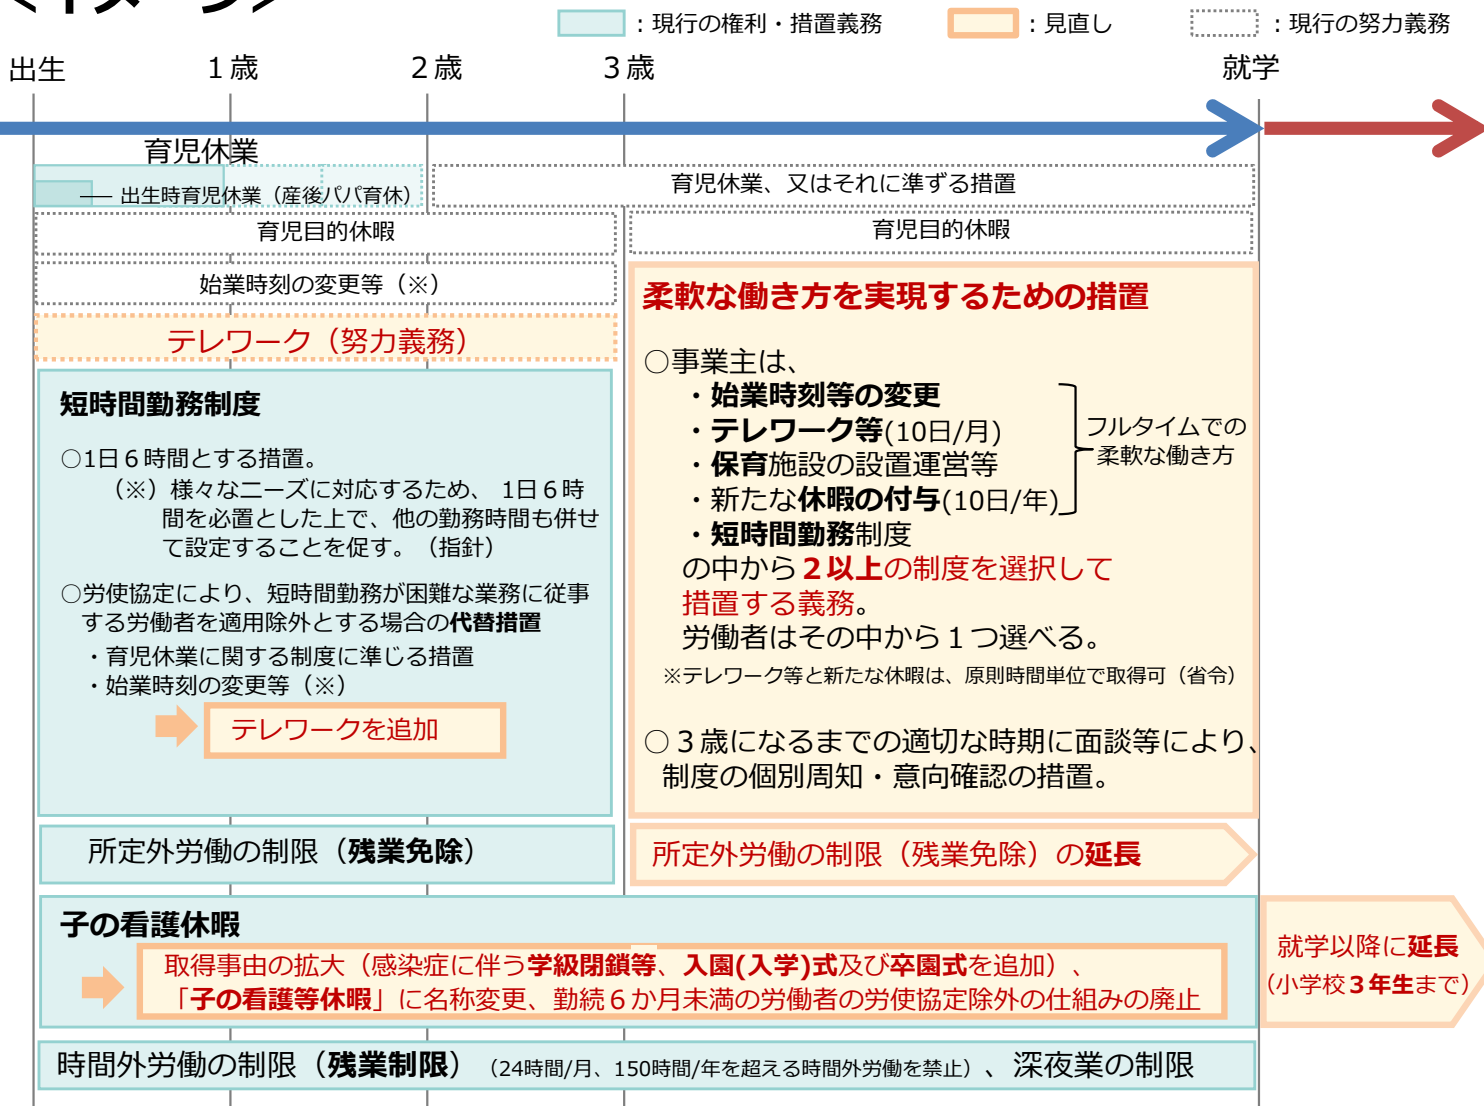 ＜イメージ＞
：現行の権利・措置義務
：見直し
：現行の努力義務
出生
１歳
２歳
３歳
就学
育児休業
出生時育児休業（産後パパ育休）
育児休業、又はそれに準ずる措置
育児目的休暇
育児目的休暇
始業時刻の変更等（※）
テレワーク（努力義務）
短時間勤務制度
○1日６時間とする措置。
（※）様々なニーズに対応するため、 1日６時
間を必置とした上で、他の勤務時間も併せ
て設定することを促す。（指針）
○労使協定により、短時間勤務が困難な業務に従事
する労働者を適用除外とする場合の代替措置
・育児休業に関する制度に準じる措置
・始業時刻の変更等（※）
テレワークを追加
柔軟な働き方を実現するための措置
○事業主は、
・始業時刻等の変更
・テレワーク等(10日/月)
・保育施設の設置運営等
・新たな休暇の付与(10日/年)
・短時間勤務制度
フルタイムでの
柔軟な働き方
の中から２以上の制度を選択して
措置する義務。
労働者はその中から１つ選べる。
※テレワーク等と新たな休暇は、原則時間単位で取得可（省令）
○３歳になるまでの適切な時期に面談等により、
制度の個別周知・意向確認の措置。
所定外労働の制限（残業免除）
所定外労働の制限（残業免除）の延長
子の看護休暇
取得事由の拡大（感染症に伴う学級閉鎖等、入園(入学)式及び卒園式を追加）、
「子の看護等休暇」に名称変更、勤続６か月未満の労働者の労使協定除外の仕組みの廃止
就学以降に延長
（小学校３年生まで）
時間外労働の制限（残業制限）（24時間/月、150時間/年を超える時間外労働を禁止）、深夜業の制限